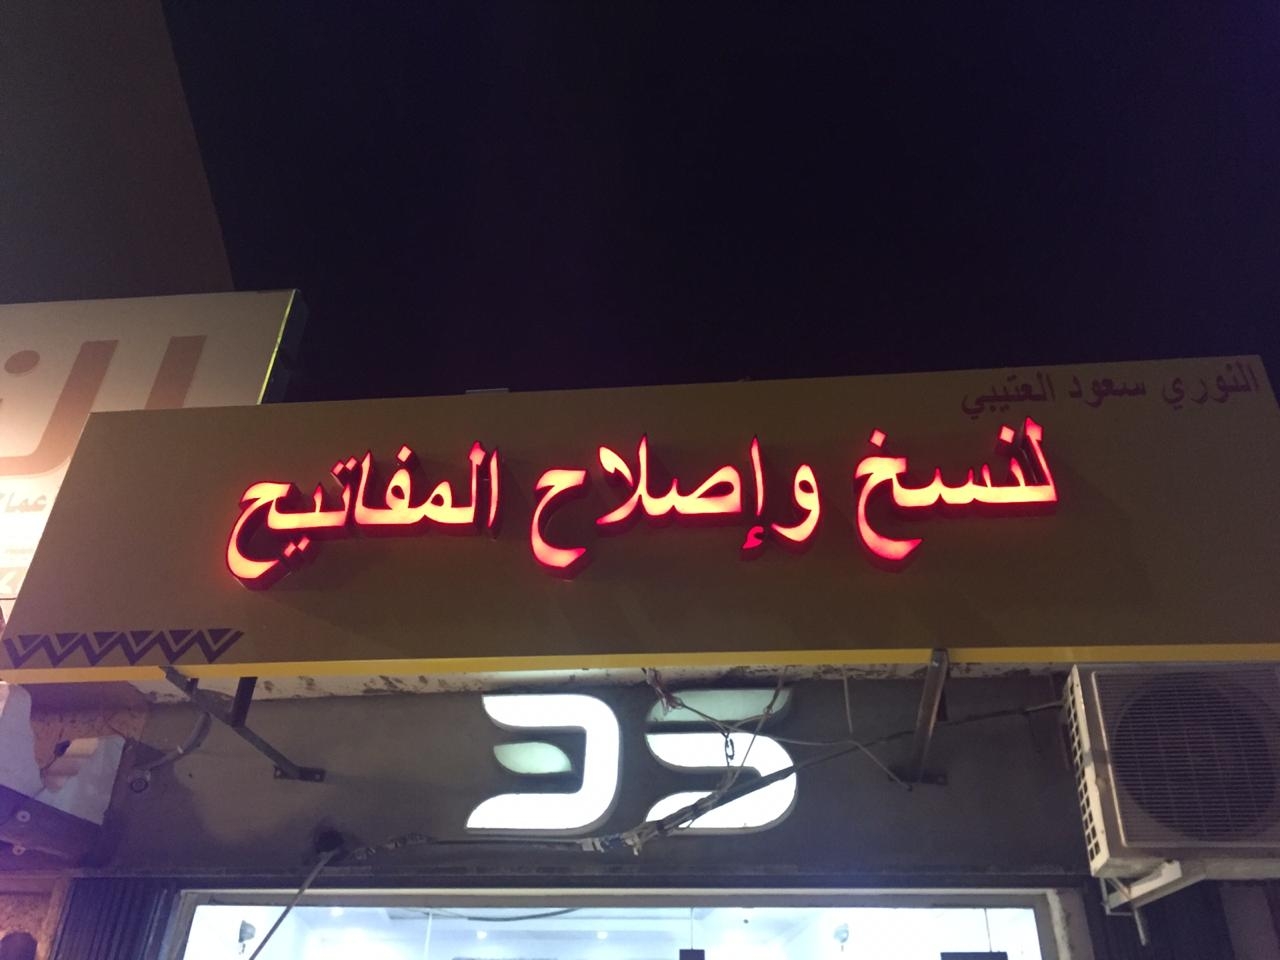 النوري سعود العتيبي
لنسخ وإصلاح المفاتيح